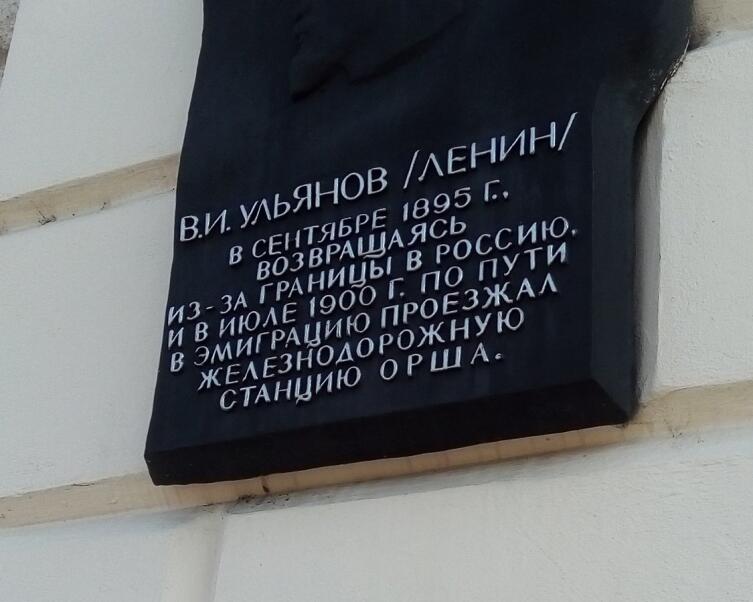 В.И. УЛЬЯНОВ /ЛЕНИН/
В СЕНТЯБРЕ 1895 Г.,
ВОЗВРАЩАЯСЬ
ИЗ-ЗА ГРАНИЦЫ В РОССИЮ,
И В ИЮЛЕ 1900 Г. ПО ПУТИ
В ЭМИГРАЦИЮ ПРОЕЗЖАЛ
ЖЕЛЕЗНОДОРОЖНУЮ
СТАНЦИЮ ОРША.